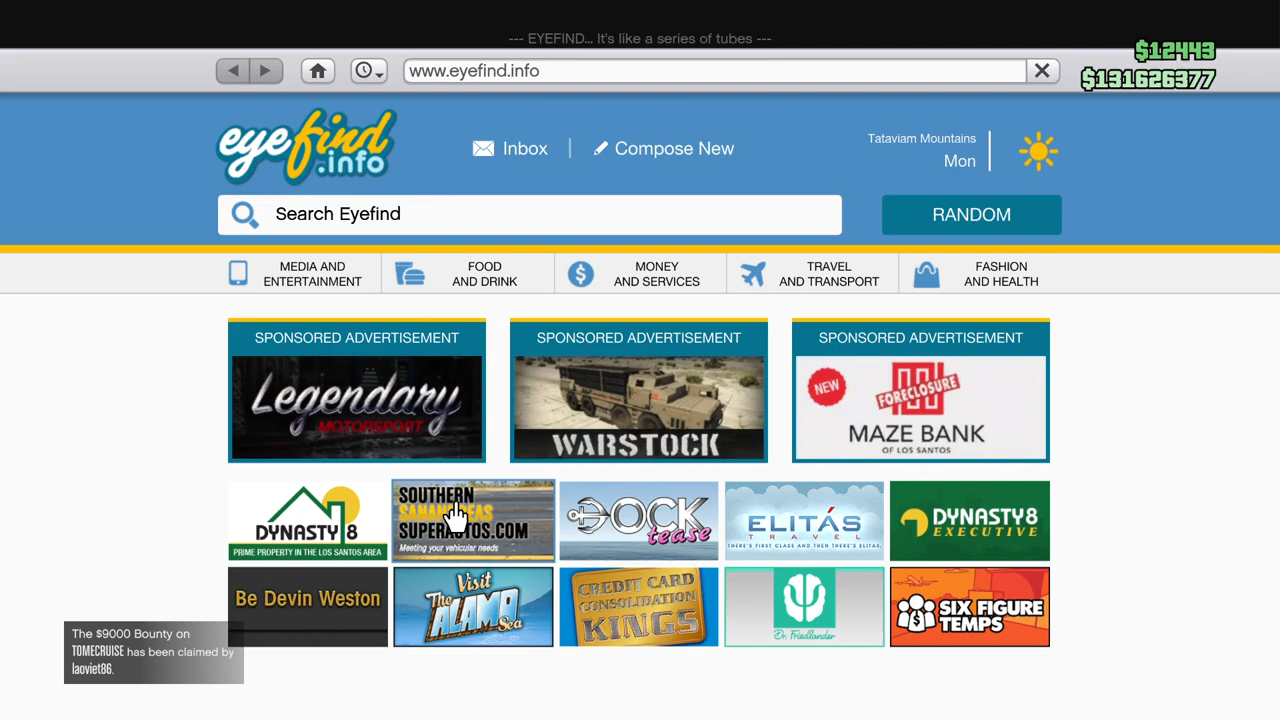 --- EYEFIND... It's like a series of tubes ---
$12443
www.eyefind.info
$131626377
eyefind
.info
Inbox
Compose New
Tataviam Mountains
Mon
Search Eyefind
RANDOM
MEDIA AND
ENTERTAINMENT
FOOD
AND DRINK
MONEY
AND SERVICES
TRAVEL
AND TRANSPORT
FASHION
AND HEALTH
SPONSORED ADVERTISEMENT
Legendary
MOTORSPORT
SPONSORED ADVERTISEMENT
WARSTOCK
SPONSORED ADVERTISEMENT
NEW
FORECLOSURE
MAZE BANK
OF LOS SANTOS
DYNASTY 8
PRIME PROPERTY IN THE LOS SANTOS AREA
SOUTHERN
SUPERAUTOS.COM
Meeting your vehicular needs
DOCK
tease
ELITÁS
TRAVEL
THERE'S FIRST CLASS AND THEN THERE'S ELITAS.
DYNASTY 8
EXECUTIVE
Be Devin Weston
Visit
The
ALAMO
Sea
CREDIT CARD
CONSOLIDATION
KINGS
Dr. Friedlander
SIX FIGURE
TEMPS
The $9000 Bounty on
TOMECRUISE has been claimed by
laoviet86.